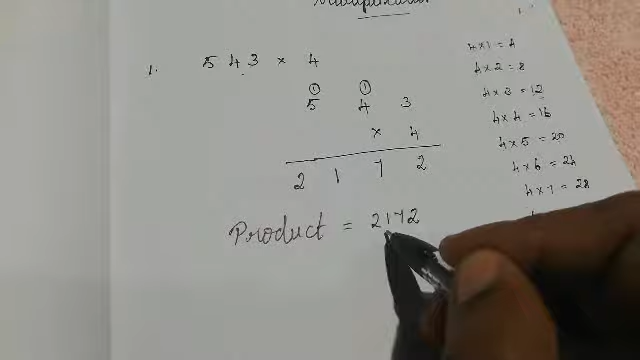 Multiplication
1. 543 × 4
① ①
5 4 3
× 4
2 1 7 2
Product = 2172
4×1 = 4
4×2 = 8
4×3 = 12
4×4 = 16
4×5 = 20
4×6 = 24
4×7 = 28